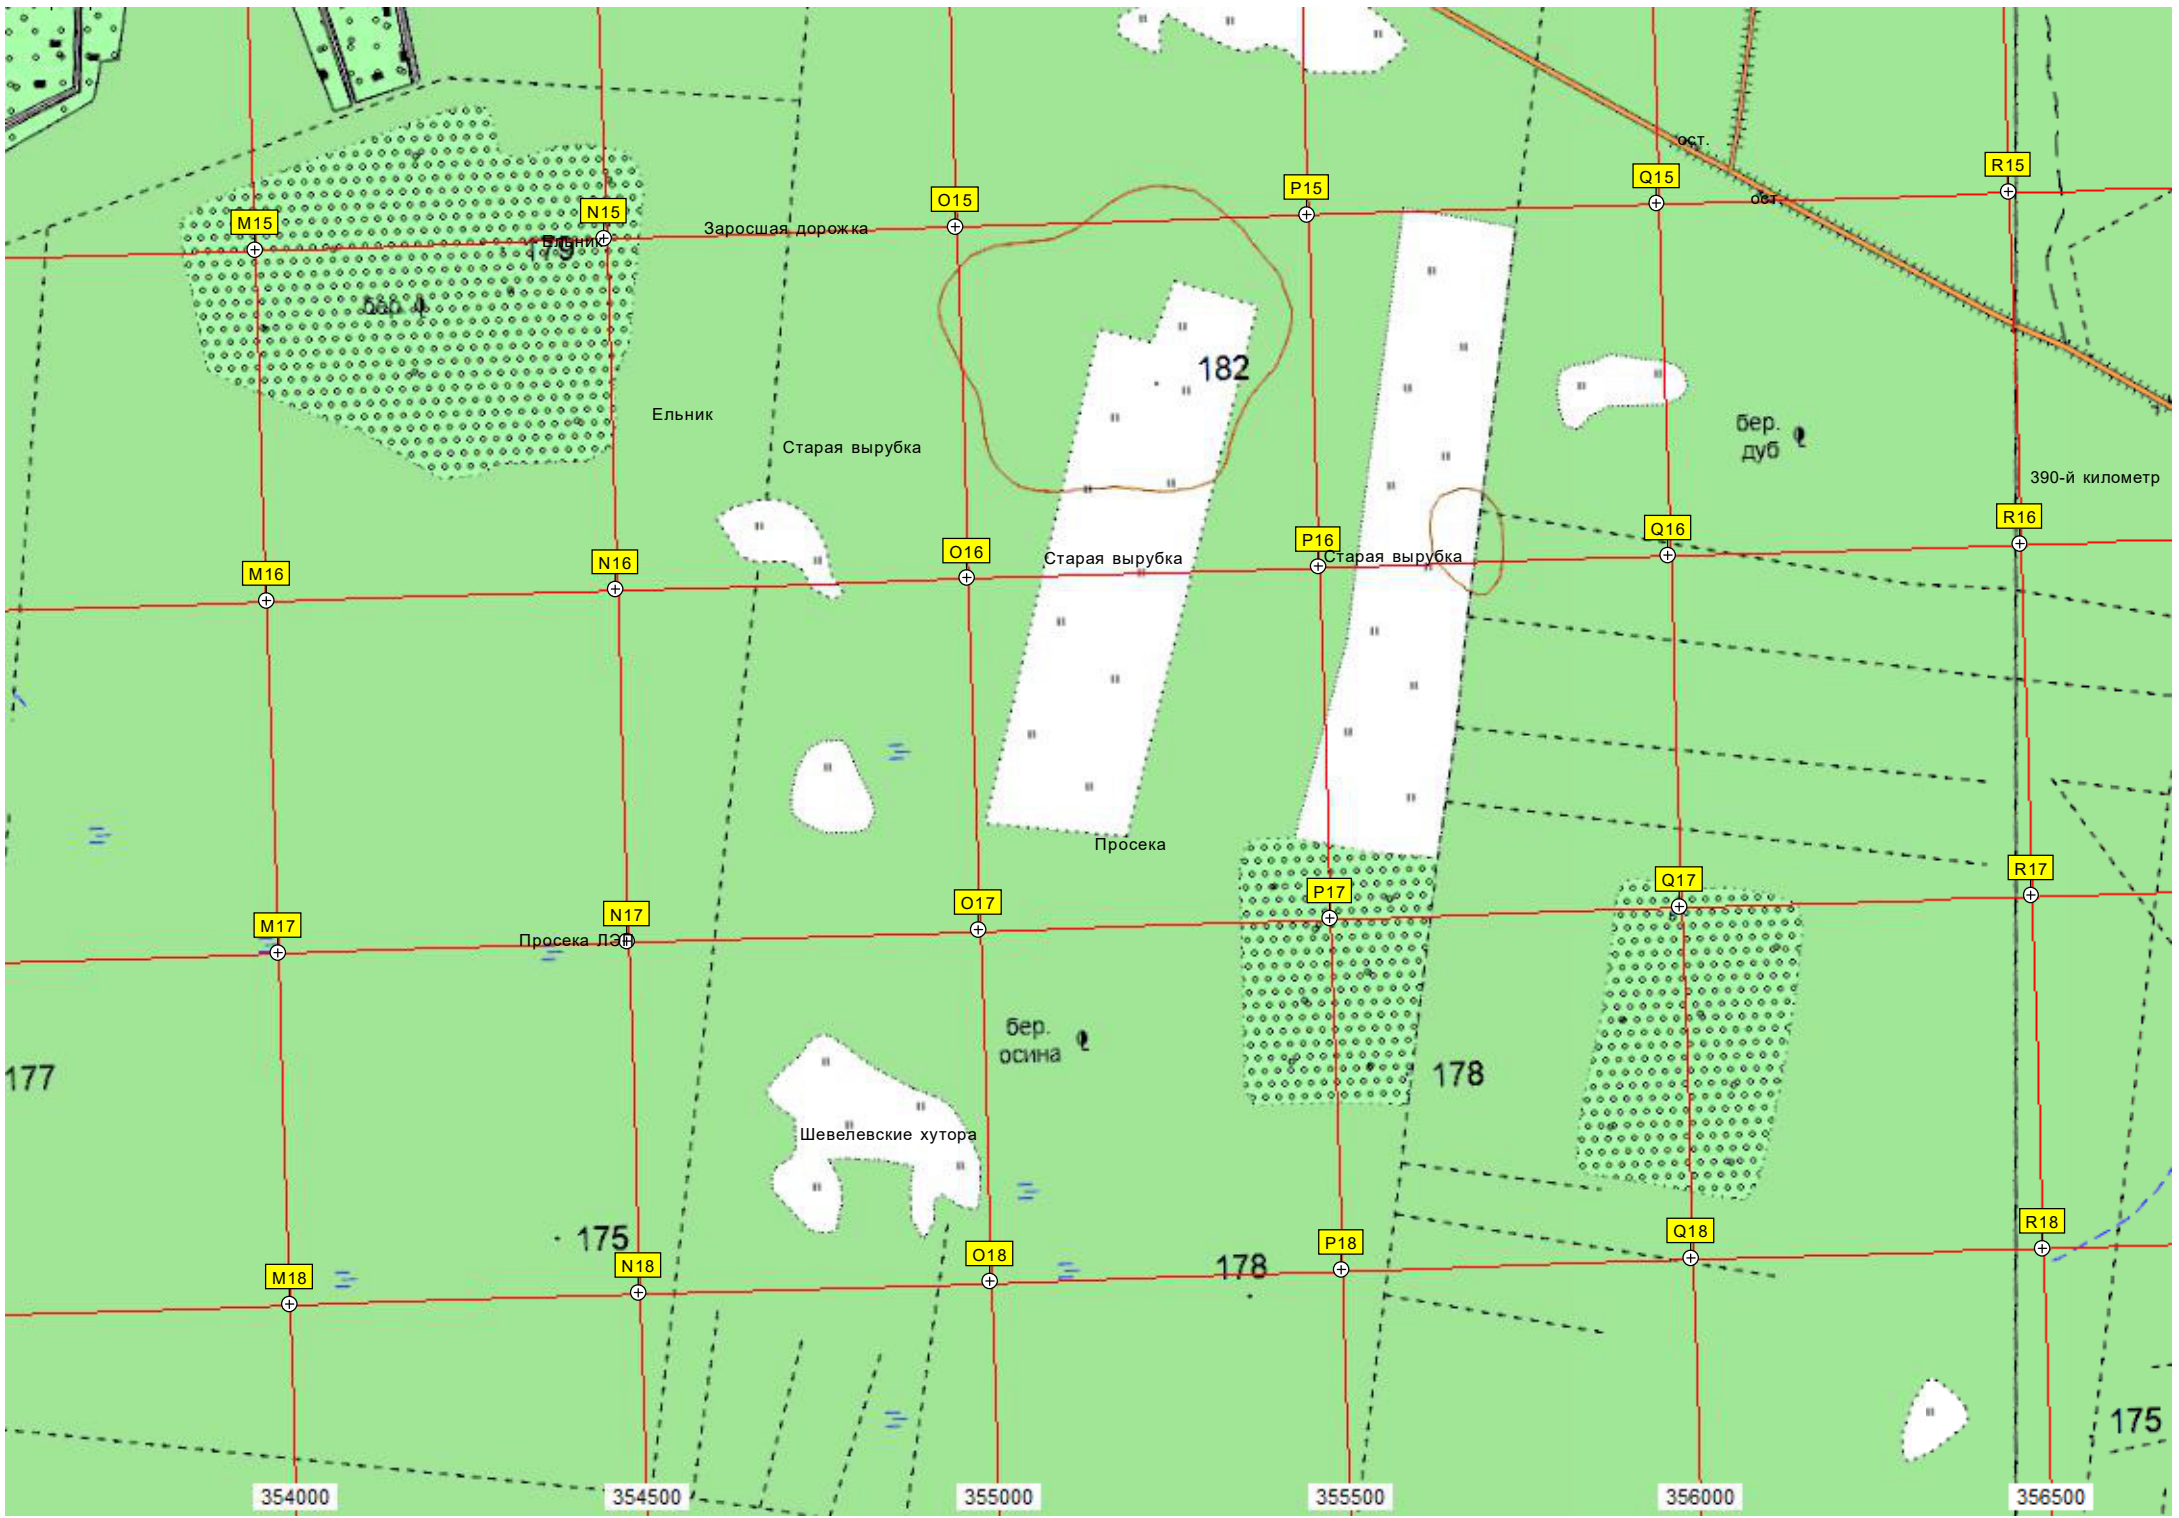 ост.
R15
Q15
P15
O15
N15
M15
ост.
Заросшая дорожка
Ельник
179
бер.
182
Ельник
бер.
дуб
Старая вырубка
390-й километр
R16
Q16
P16
O16
N16
M16
Старая вырубка
Старая вырубка
Просека
R17
Q17
P17
O17
N17
M17
Просека ЛЭП
бер.
осина
177
178
Шевелевские хутора
R18
Q18
P18
O18
N18
M18
175
178
175
354000
354500
355000
355500
356000
356500